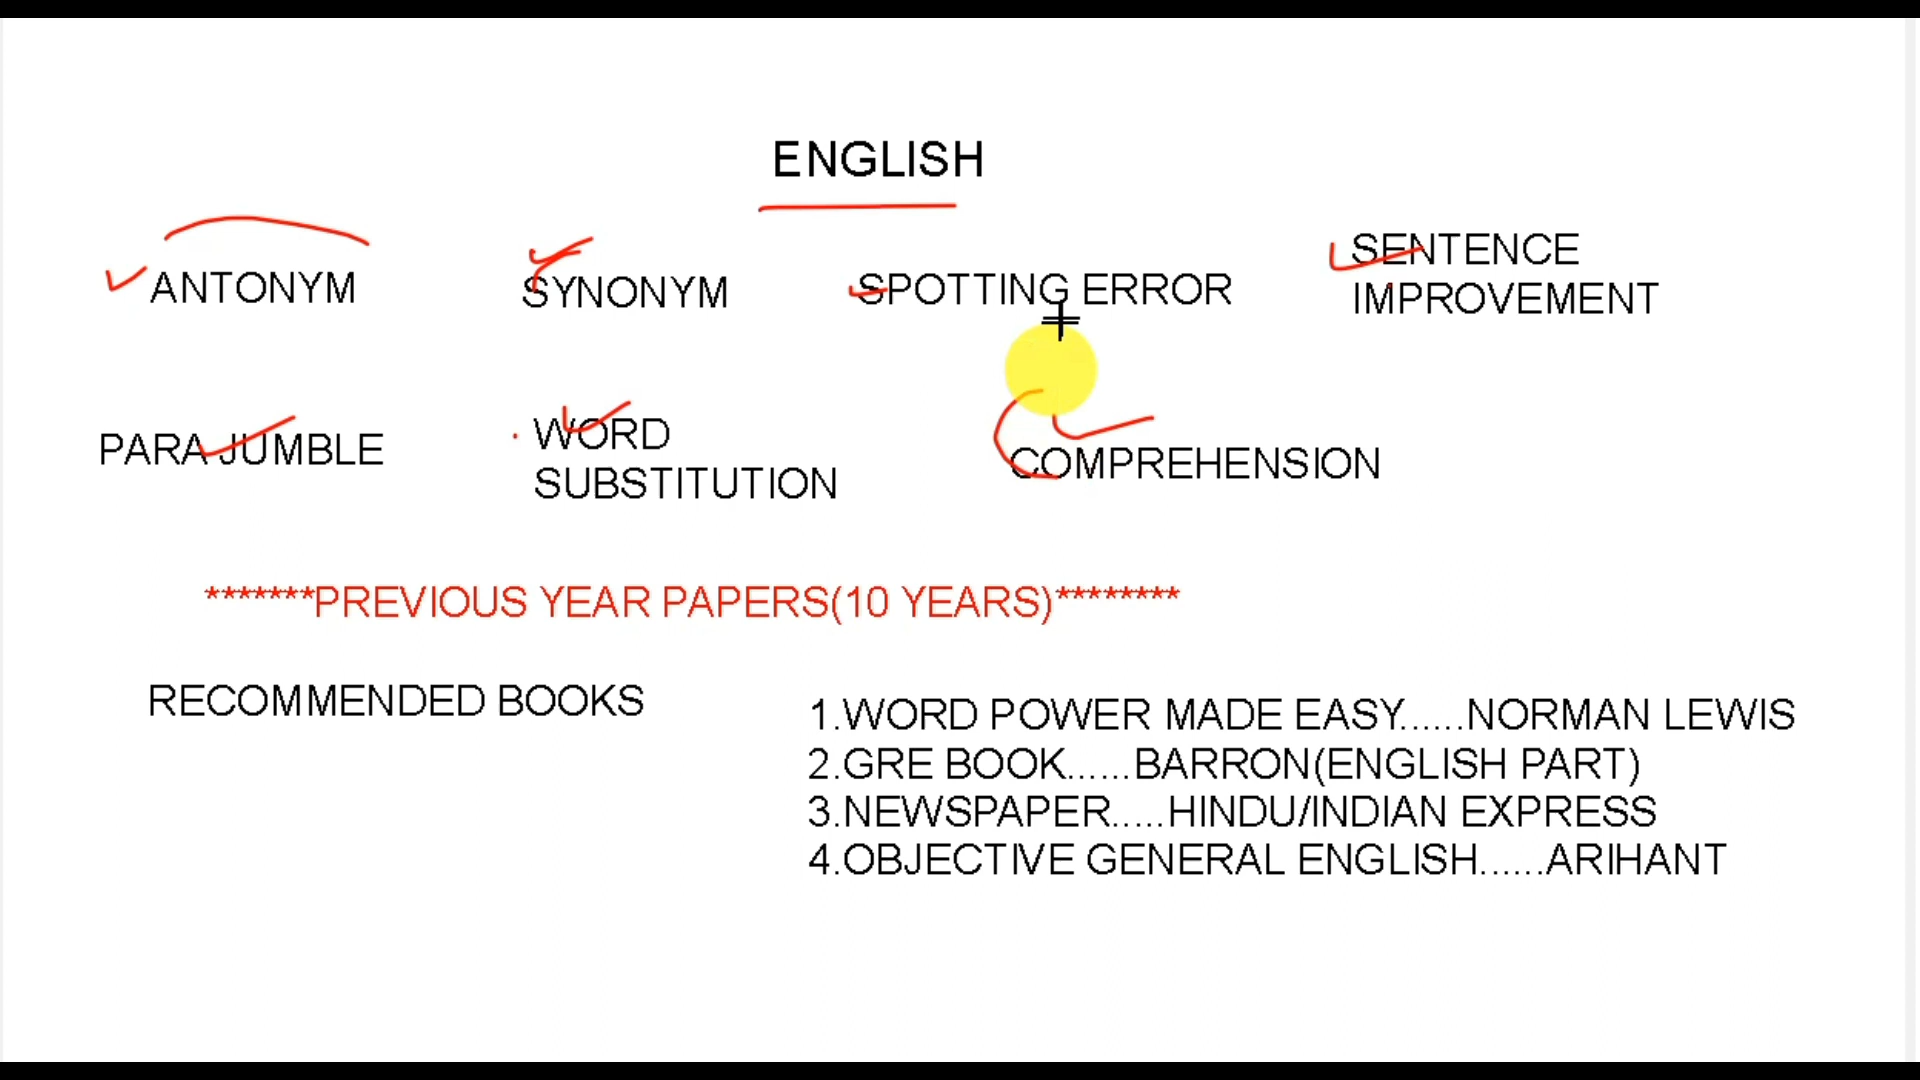 ENGLISH
ANTONYM
SYNONYM
SPOTTING ERROR
SENTENCE
IMPROVEMENT
PARA JUMBLE
WORD
SUBSTITUTION
COMPREHENSION
*******PREVIOUS YEAR PAPERS(10 YEARS)********
RECOMMENDED BOOKS
1.WORD POWER MADE EASY......NORMAN LEWIS
2.GRE BOOK......BARRON(ENGLISH PART)
3.NEWSPAPER.....HINDU/INDIAN EXPRESS
4.OBJECTIVE GENERAL ENGLISH......ARIHANT